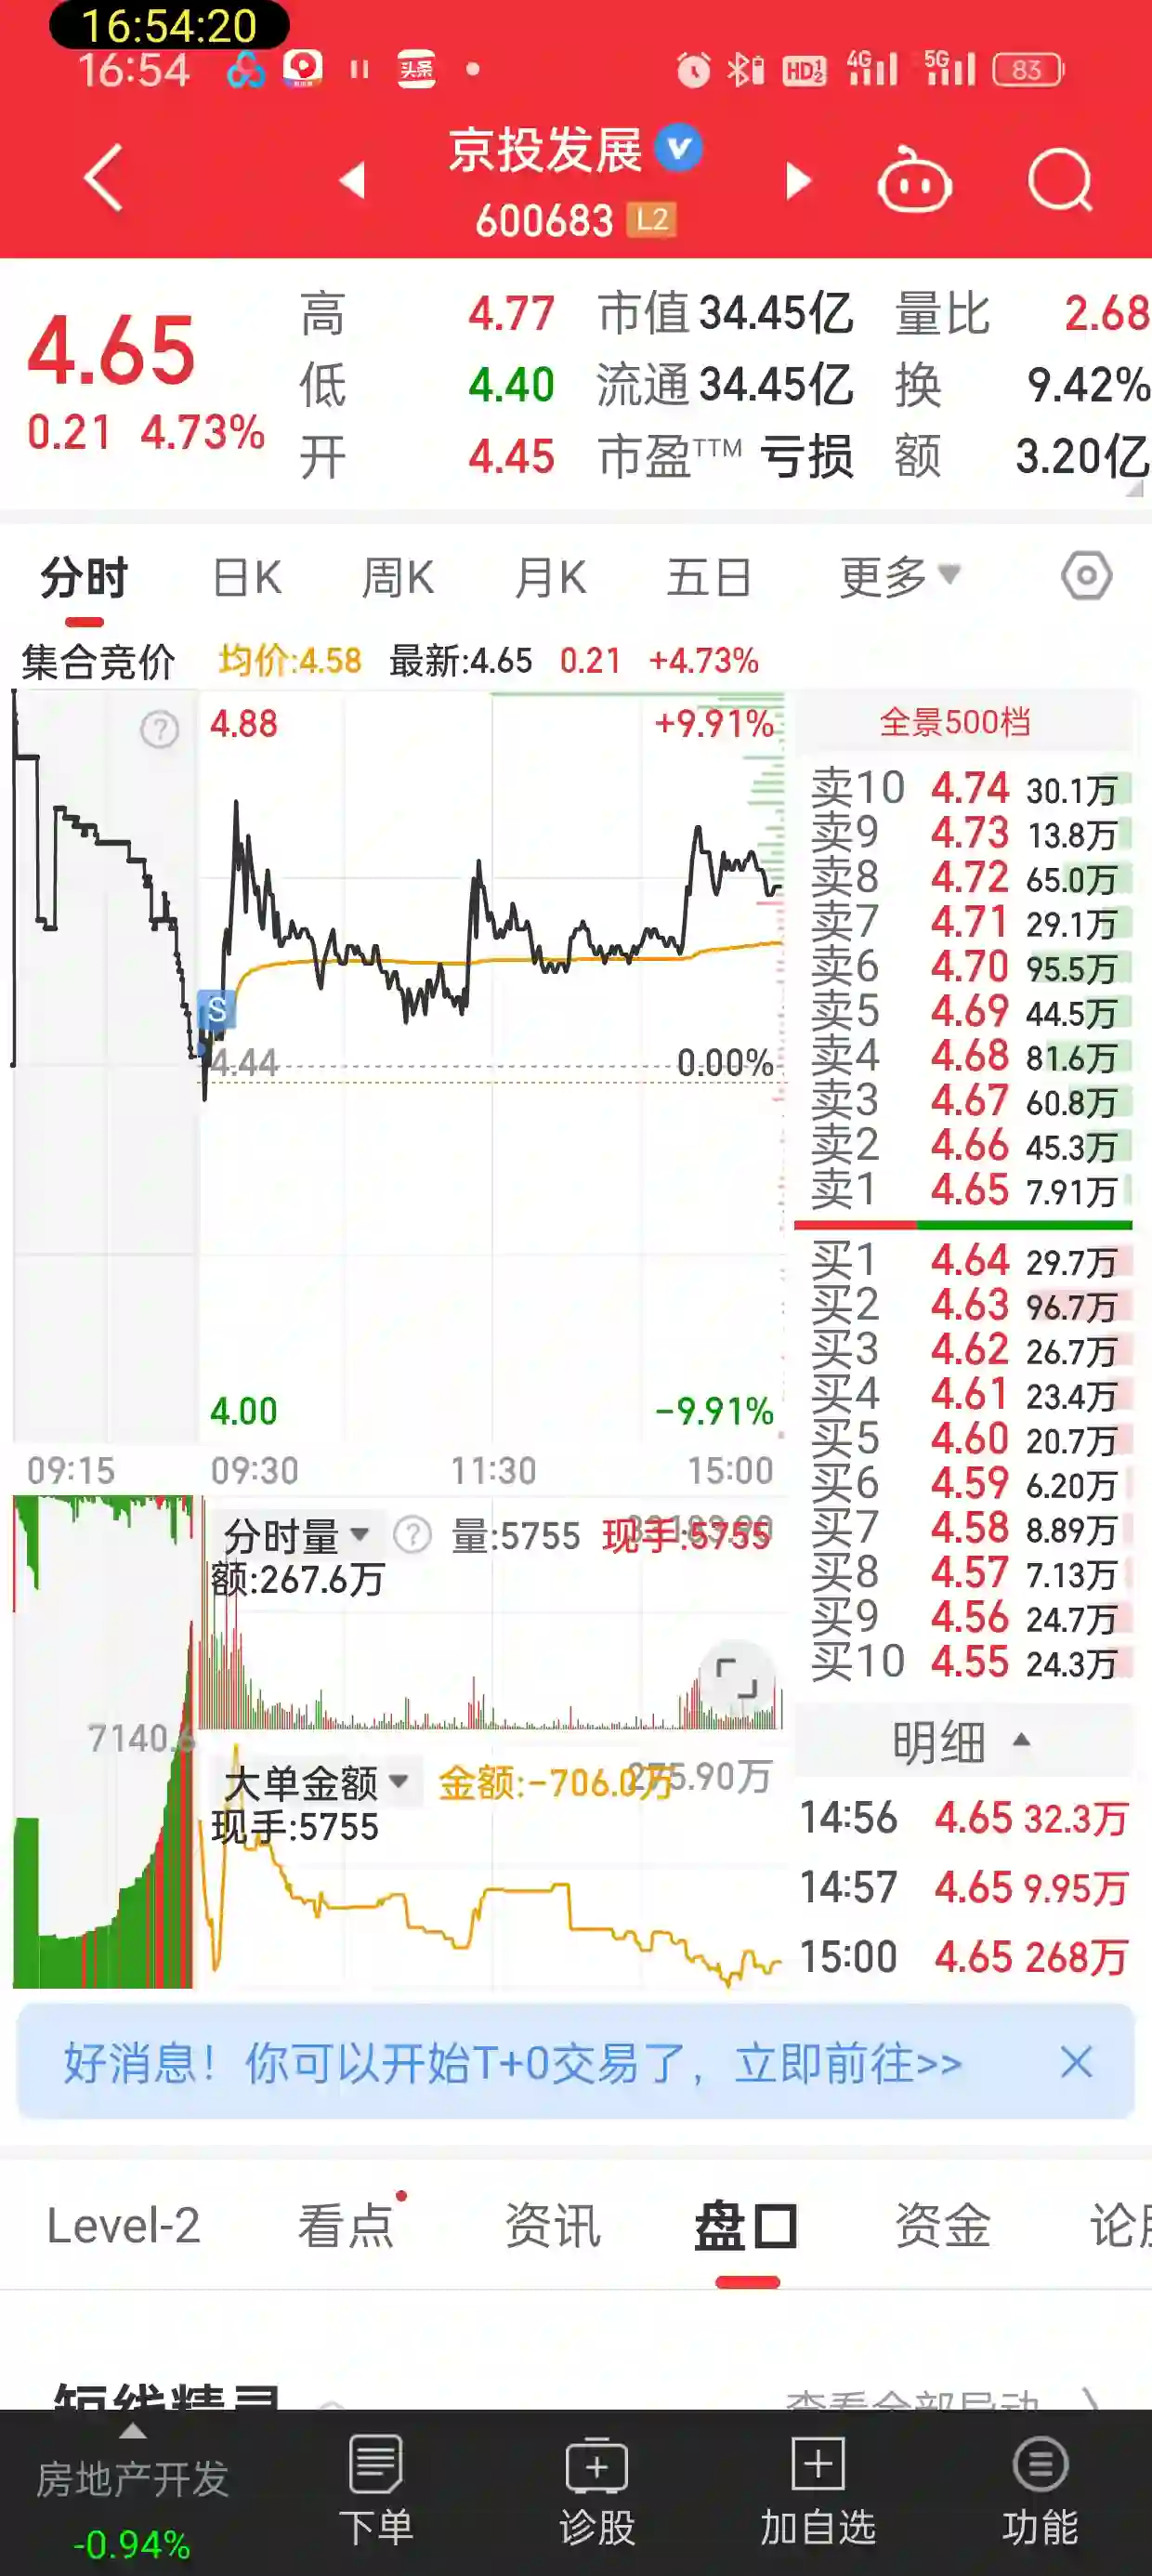 16:54:20
16:54 头条 HD 4G 5G 83
京投发展
600683 L2
4.65
0.21 4.73%
高 4.77 市值 34.45亿 量比 2.68
低 4.40 流通 34.45亿 换 9.42%
开 4.45 市盈TTM 亏损 额 3.20亿
分时 日K 周K 月K 五日 更多
集合竞价 均价:4.58 最新:4.65 0.21 +4.73%
4.88 +9.91%
S
4.44 0.00%
4.00 -9.91%
09:15 09:30 11:30 15:00
全景500档
卖10 4.74 30.1万
卖9 4.73 13.8万
卖8 4.72 65.0万
卖7 4.71 29.1万
卖6 4.70 95.5万
卖5 4.69 44.5万
卖4 4.68 81.6万
卖3 4.67 60.8万
卖2 4.66 45.3万
卖1 4.65 7.91万
买1 4.64 29.7万
买2 4.63 96.7万
买3 4.62 26.7万
买4 4.61 23.4万
买5 4.60 20.7万
买6 4.59 6.20万
买7 4.58 8.89万
买8 4.57 7.13万
买9 4.56 24.7万
买10 4.55 24.3万
分时量 量:5755 现手:5755
额:267.6万
7140.6
大单金额 金额:-706.0万
现手:5755
明细
14:56 4.65 32.3万
14:57 4.65 9.95万
15:00 4.65 268万
好消息！你可以开始T+0交易了，立即前往>>
Level-2 看点 资讯 盘口 资金 论股
短线精灵 查看全部异动
房地产开发
-0.94%
下单 诊股 加自选 功能